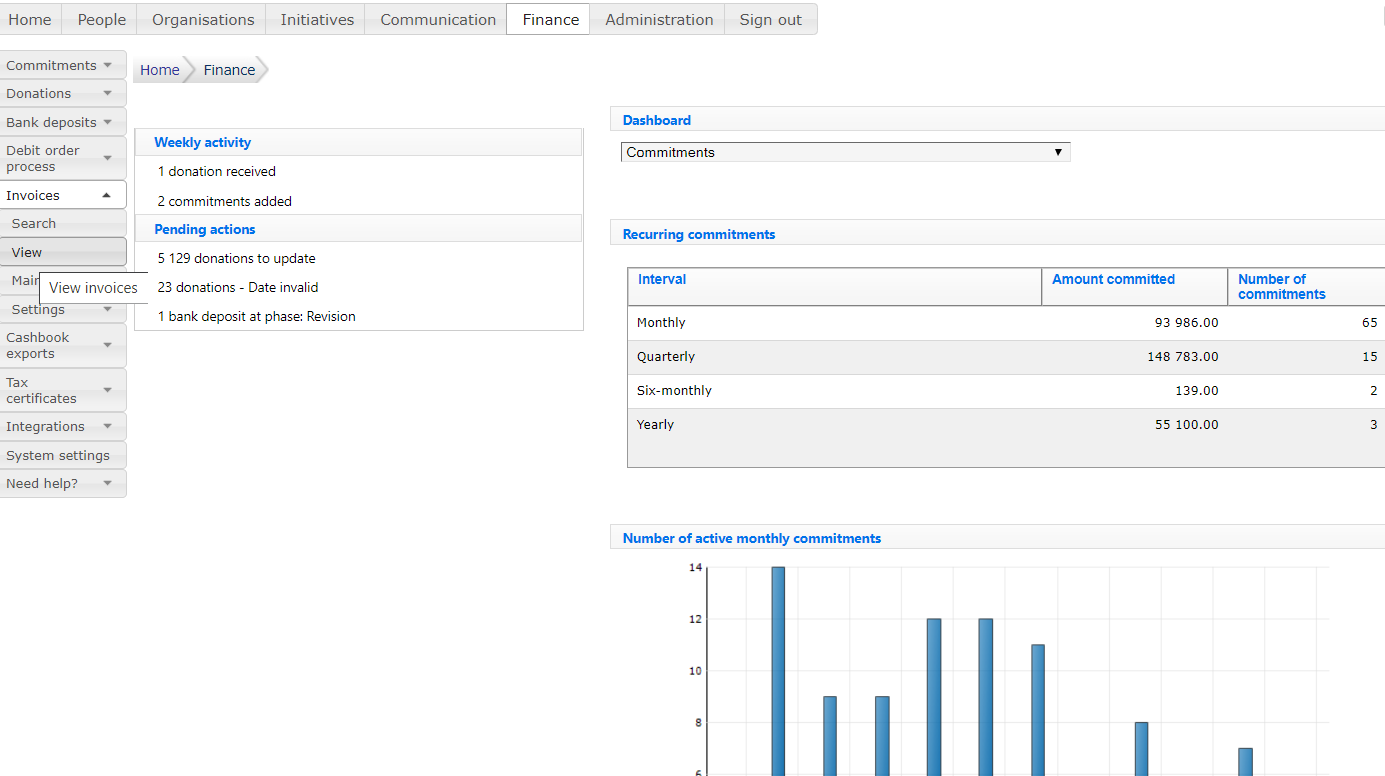 Home People Organisations Initiatives Communication Finance Administration Sign out
Commitments
Donations
Bank deposits
Debit order
process
Invoices
Search
View
View invoices
Settings
Cashbook
exports
Tax
certificates
Integrations
System settings
Need help?
Home Finance
Weekly activity
1 donation received
2 commitments added
Pending actions
5 129 donations to update
23 donations - Date invalid
1 bank deposit at phase: Revision
Dashboard
Commitments
Recurring commitments
Interval Amount committed Number of
commitments
Monthly 93 986.00 65
Quarterly 148 783.00 15
Six-monthly 139.00 2
Yearly 55 100.00 3
Number of active monthly commitments
14
12
10
8
6